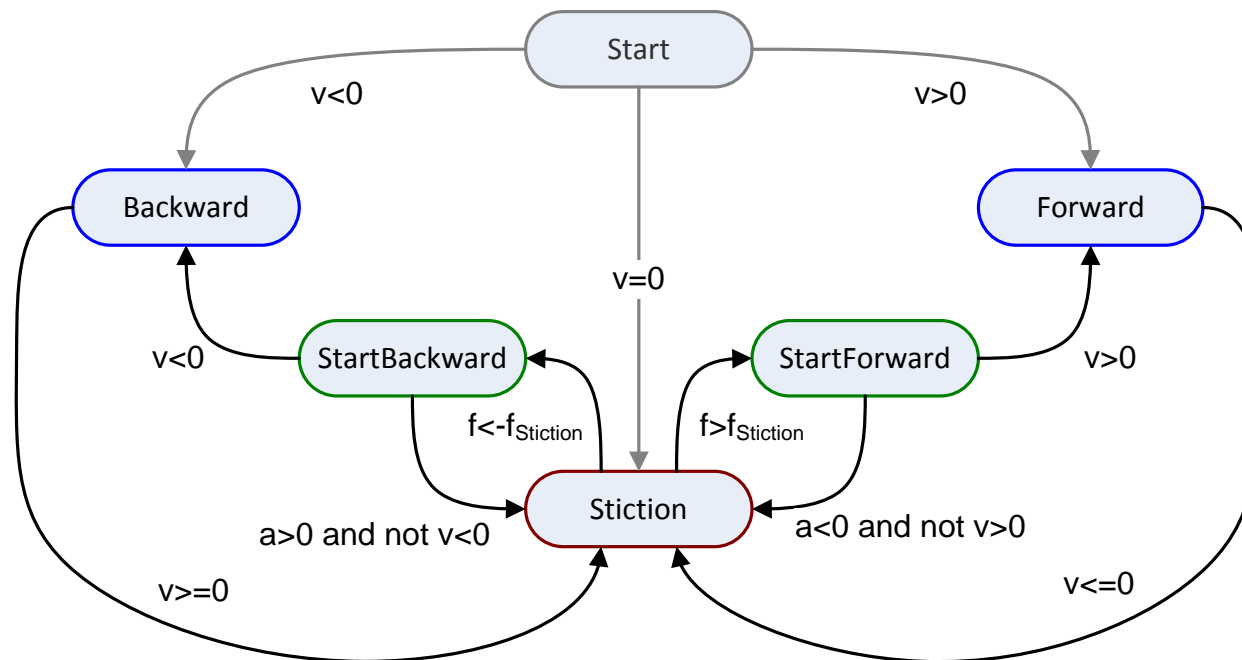 Start
v<0
v>0
Backward
Forward
v=0
StartBackward
StartForward
v<0
v>0
f<-fStiction
f>fStiction
Stiction
a>0 and not v<0
a<0 and not v>0
v>=0
v<=0